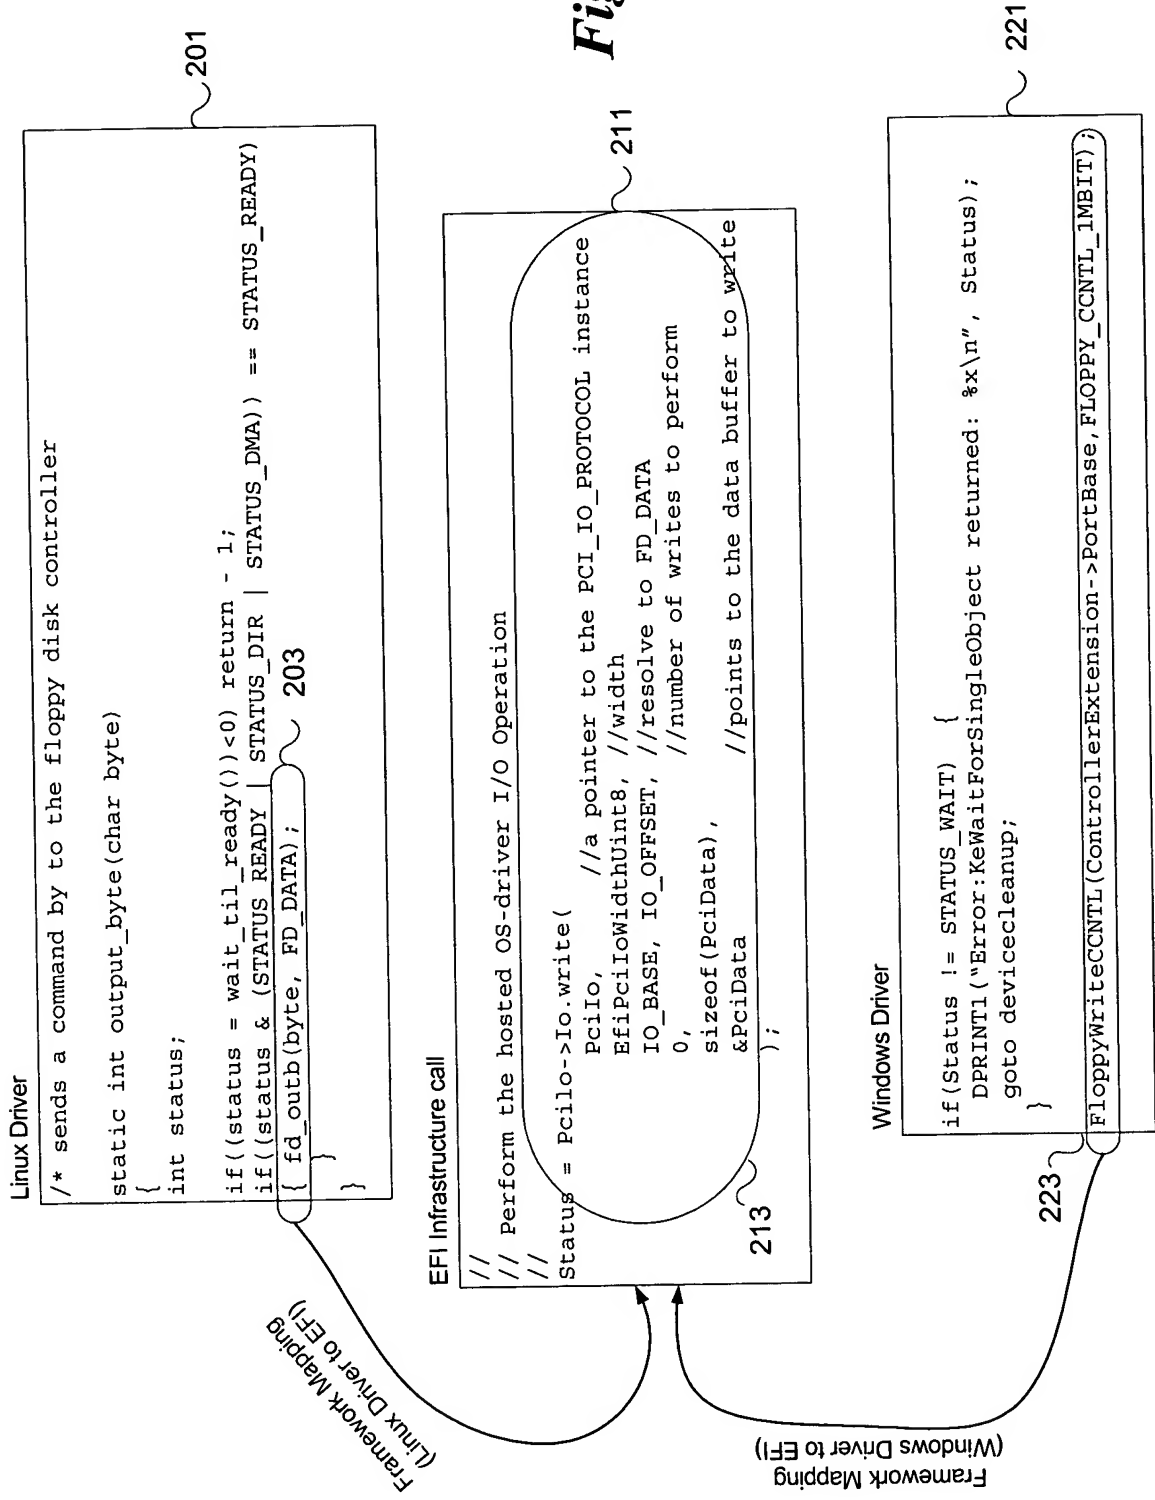 Linux Driver
/* sends a command by to the floppy disk controller
static int output_byte(char byte)
{
int status;
if((status = wait_til_ready())<0) return - 1;
if((status & (STATUS_READY | STATUS_DIR | STATUS_DMA)) == STATUS_READY)
{ fd_outb(byte, FD_DATA);
}
}
201
203
EFI Infrastructure call
//
// Perform the hosted OS-driver I/O Operation
//
Status = PciIo->Io.write(
PciIo, //a pointer to the PCI_IO_PROTOCOL instance
EfiPciIoWidthUint8, //width
IO_BASE, IO_OFFSET, //resolve to FD_DATA
0, //number of writes to perform
sizeof(PciData),
&PciData //points to the data buffer to write
);
211
213
Windows Driver
if(Status != STATUS_WAIT) {
DPRINT1("Error:KeWaitForSingleObject returned: %x\n", Status);
goto devicecleanup;
}
FloppyWriteCCNTL(ControllerExtension->PortBase,FLOPPY_CCNTL_1MBIT);
221
223
Framework Mapping
(Linux Driver to EFI)
Framework Mapping
(Windows Driver to EFI)
Fig